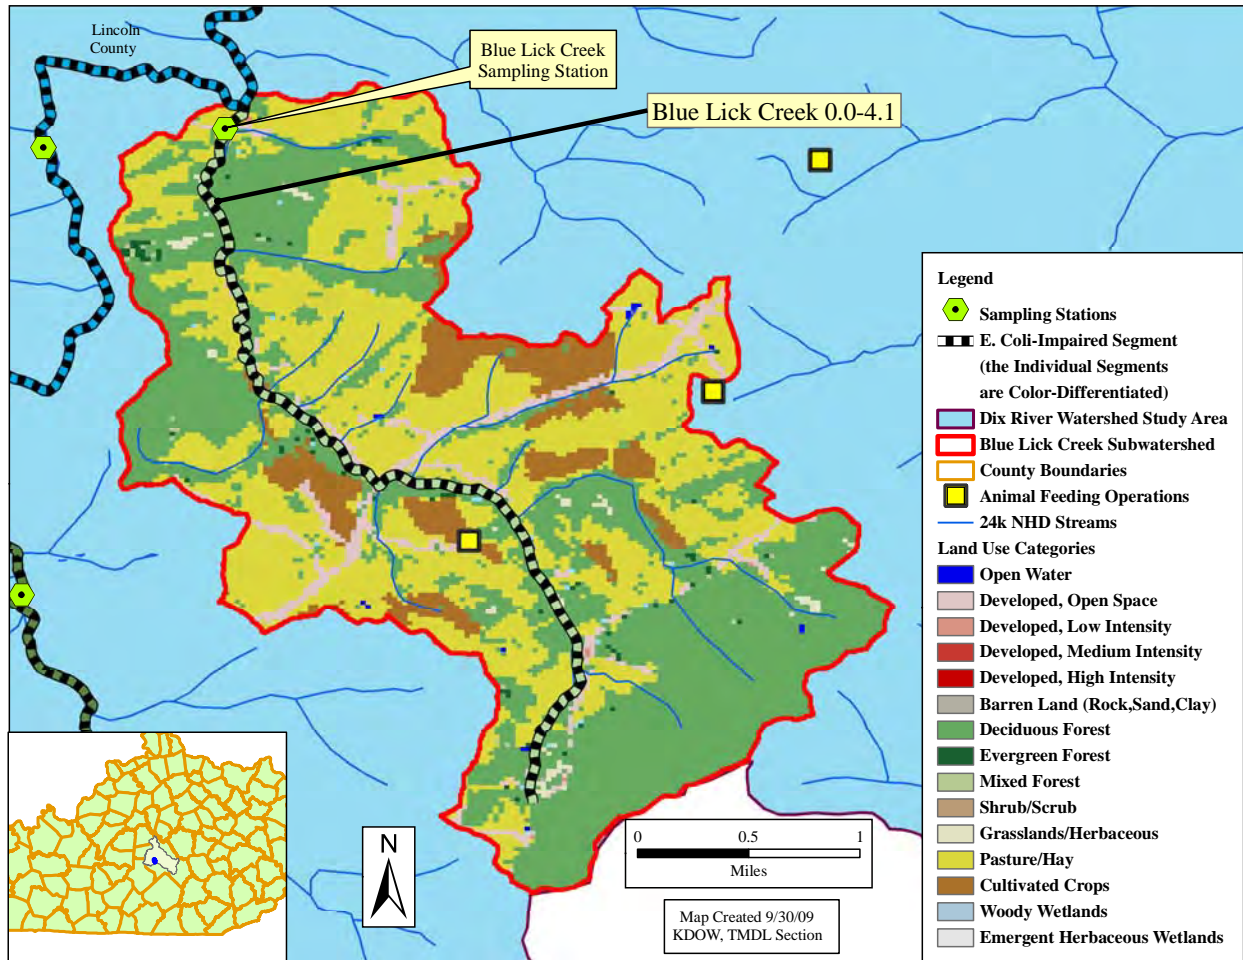 Lincoln
County
Blue Lick Creek
Sampling Station
Blue Lick Creek 0.0-4.1
Legend
Sampling Stations
E. Coli-Impaired Segment
(the Individual Segments
are Color-Differentiated)
Dix River Watershed Study Area
Blue Lick Creek Subwatershed
County Boundaries
Animal Feeding Operations
24k NHD Streams
Land Use Categories
Open Water
Developed, Open Space
Developed, Low Intensity
Developed, Medium Intensity
Developed, High Intensity
Barren Land (Rock,Sand,Clay)
Deciduous Forest
Evergreen Forest
Mixed Forest
Shrub/Scrub
Grasslands/Herbaceous
Pasture/Hay
Cultivated Crops
Woody Wetlands
Emergent Herbaceous Wetlands
N
0 0.5 1
Miles
Map Created 9/30/09
KDOW, TMDL Section